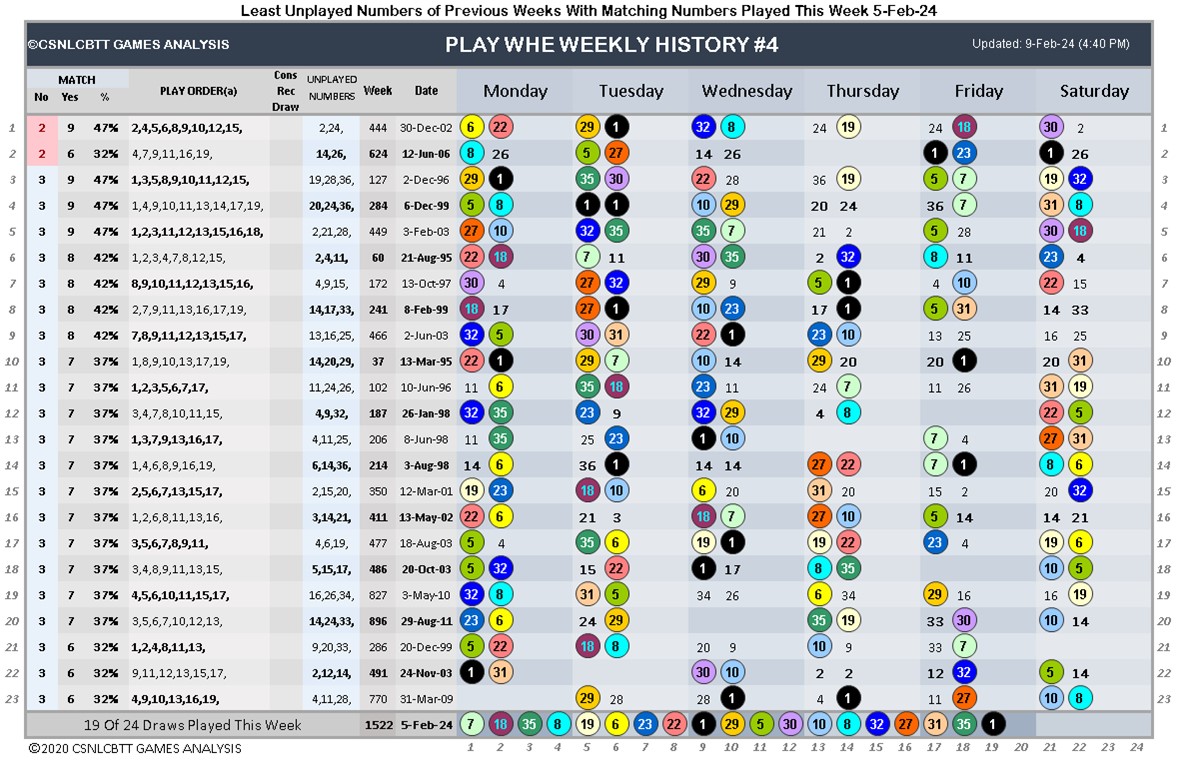 Least Unplayed Numbers of Previous Weeks With Matching Numbers Played This Week 5-Feb-24
©CSNLCBTT GAMES ANALYSIS PLAY WHE WEEKLY HISTORY #4 Updated: 9-Feb-24 (4:40 PM)
MATCH No Yes % PLAY ORDER(a) Cons Rec Draw UNPLAYED NUMBERS Week Date Monday Tuesday Wednesday Thursday Friday Saturday
1 2 9 47% 2,4,5,6,8,9,10,12,15, 2,24, 444 30-Dec-02 6 22 29 1 32 8 24 19 24 18 30 2 1
2 2 6 32% 4,7,9,11,16,19, 14,26, 624 12-Jun-06 8 26 5 27 14 26 1 23 1 26 2
3 3 9 47% 1,3,5,8,9,10,11,12,15, 19,28,36, 127 2-Dec-96 29 1 35 30 22 28 36 19 5 7 19 32 3
4 3 9 47% 1,4,9,10,11,13,14,17,19, 20,24,36, 284 6-Dec-99 5 8 1 1 10 29 20 24 36 7 31 8 4
5 3 9 47% 1,2,3,11,12,13,15,16,18, 2,21,28, 449 3-Feb-03 27 10 32 35 35 7 21 2 5 28 30 18 5
6 3 8 42% 1,2,3,4,7,8,12,15, 2,4,11, 60 21-Aug-95 22 18 7 11 30 35 2 32 8 11 23 4 6
7 3 8 42% 8,9,10,11,12,13,15,16, 4,9,15, 172 13-Oct-97 30 4 27 32 29 9 5 1 4 10 22 15 7
8 3 8 42% 2,7,9,11,13,16,17,19, 14,17,33, 241 8-Feb-99 18 17 27 1 10 23 17 1 5 31 14 33 8
9 3 8 42% 7,8,9,11,12,13,15,17, 13,16,25, 466 2-Jun-03 32 5 30 31 22 1 23 10 13 25 16 25 9
10 3 7 37% 1,8,9,10,13,17,19, 14,20,29, 37 13-Mar-95 22 1 29 7 10 14 29 20 20 1 20 31 10
11 3 7 37% 1,2,3,5,6,7,17, 11,24,26, 102 10-Jun-96 11 6 35 18 23 11 24 7 11 26 31 19 11
12 3 7 37% 3,4,7,8,10,11,15, 4,9,32, 187 26-Jan-98 32 35 23 9 32 29 4 8 22 5 12
13 3 7 37% 1,3,7,9,13,16,17, 4,11,25, 206 8-Jun-98 11 35 25 23 1 10 7 4 27 31 13
14 3 7 37% 1,4,6,8,9,16,19, 6,14,36, 214 3-Aug-98 14 6 36 1 14 14 27 22 7 1 8 6 14
15 3 7 37% 2,5,6,7,13,15,17, 2,15,20, 350 12-Mar-01 19 23 18 10 6 20 31 20 15 2 20 32 15
16 3 7 37% 1,2,6,8,11,13,16, 3,14,21, 411 13-May-02 22 6 21 3 18 7 27 10 5 14 14 21 16
17 3 7 37% 3,5,6,7,8,9,11, 4,6,19, 477 18-Aug-03 5 4 35 6 19 1 19 22 23 4 19 6 17
18 3 7 37% 3,4,8,9,11,13,15, 5,15,17, 486 20-Oct-03 5 32 15 22 1 17 8 35 10 5 18
19 3 7 37% 4,5,6,10,11,15,17, 16,26,34, 827 3-May-10 32 8 31 5 34 26 6 34 29 16 16 19 19
20 3 7 37% 3,5,6,7,10,12,13, 14,24,33, 896 29-Aug-11 23 6 24 29 35 19 33 30 10 14 20
21 3 6 32% 1,2,4,8,11,13, 9,20,33, 286 20-Dec-99 5 22 18 8 20 9 10 9 33 7 21
22 3 6 32% 9,11,12,13,15,17, 2,12,14, 491 24-Nov-03 1 31 30 10 2 2 12 32 5 14 22
23 3 6 32% 4,9,10,13,16,19, 4,11,28, 770 31-Mar-09 29 28 28 1 4 1 11 27 10 8 23
19 Of 24 Draws Played This Week 1522 5-Feb-24 7 18 35 8 19 6 23 22 1 29 5 30 10 8 32 27 31 35 1
©2020 CSNLCBTT GAMES ANALYSIS 1 2 3 4 5 6 7 8 9 10 11 12 13 14 15 16 17 18 19 20 21 22 23 24